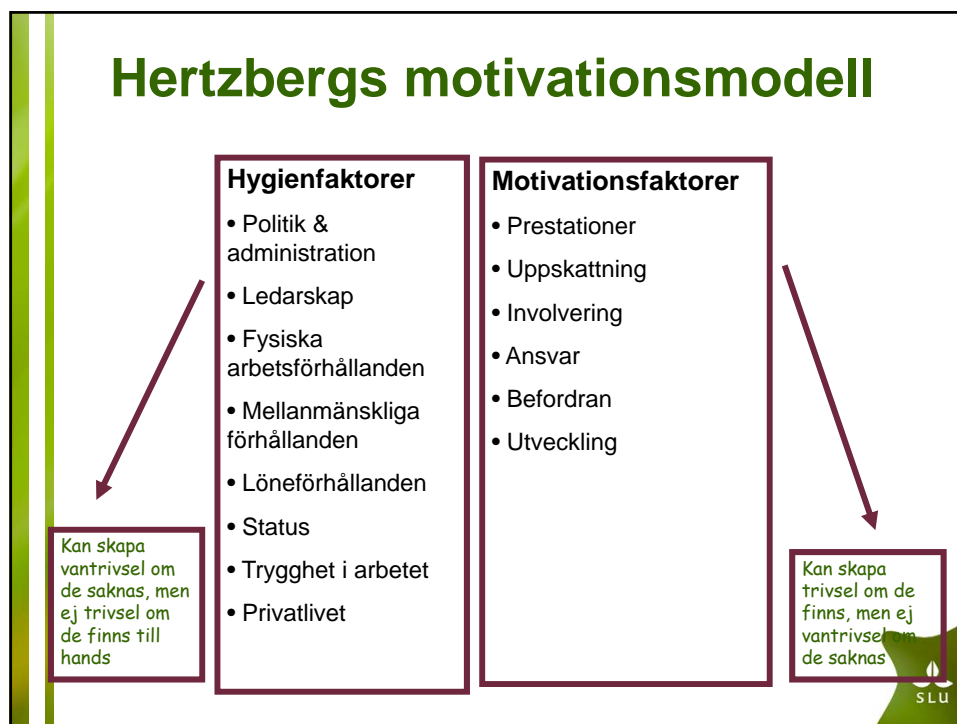 Hertzbergs motivationsmodell
Hygienfaktorer
• Politik &
administration
• Ledarskap
• Fysiska
arbetsförhållanden
• Mellanmänskliga
förhållanden
• Löneförhållanden
• Status
• Trygghet i arbetet
• Privatlivet
Motivationsfaktorer
• Prestationer
• Uppskattning
• Involvering
• Ansvar
• Befordran
• Utveckling
Kan skapa
vantrivsel om
de saknas, men
ej trivsel om
de finns till
hands
Kan skapa
trivsel om de
finns, men ej
vantrivsel om
de saknas
SLU